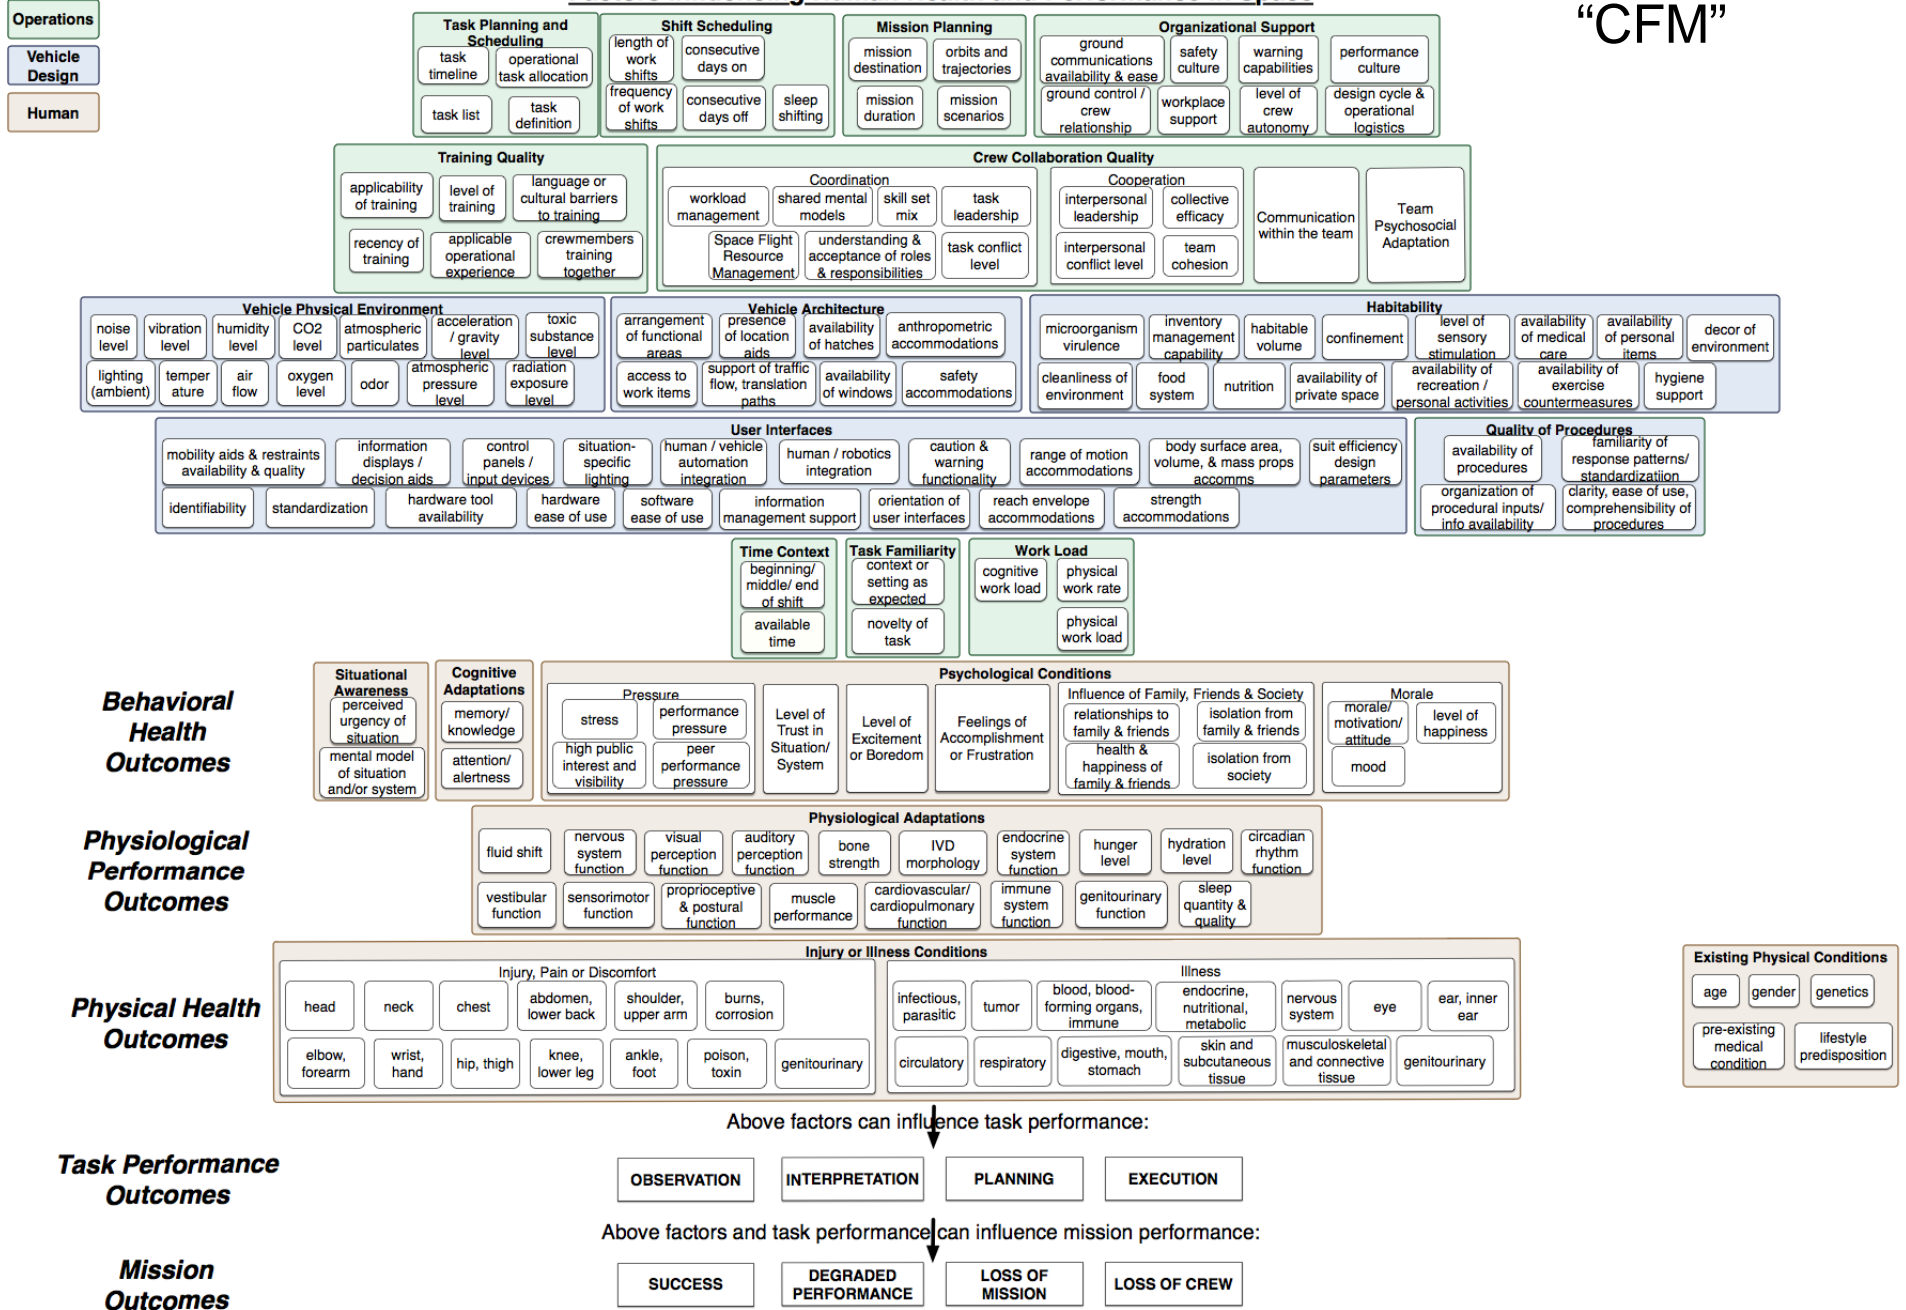 Factors Influencing Human Health and Performance in Space
“CFM”
Operations
Vehicle
Design
Human
Task Planning and
Scheduling
task
timeline
operational
task allocation
task list
task
definition
Shift Scheduling
length of
work
shifts
consecutive
days on
frequency
of work
shifts
consecutive
days off
sleep
shifting
Mission Planning
mission
destination
orbits and
trajectories
mission
duration
mission
scenarios
Organizational Support
ground
communications
availability & ease
safety
culture
warning
capabilities
performance
culture
ground control /
crew
relationship
workplace
support
level of
crew
autonomy
design cycle &
operational
logistics
Training Quality
applicability
of training
level of
training
language or
cultural barriers
to training
recency of
training
applicable
operational
experience
crewmembers
training
together
Crew Collaboration Quality
Coordination
workload
management
shared mental
models
skill set
mix
task
leadership
Space Flight
Resource
Management
understanding &
acceptance of roles
& responsibilities
task conflict
level
Cooperation
interpersonal
leadership
collective
efficacy
interpersonal
conflict level
team
cohesion
Communication
within the team
Team
Psychosocial
Adaptation
Vehicle Physical Environment
noise
level
vibration
level
humidity
level
CO2
level
atmospheric
particulates
acceleration
/ gravity
level
toxic
substance
level
lighting
(ambient)
temper
ature
air
flow
oxygen
level
odor
atmospheric
pressure
level
radiation
exposure
level
Vehicle Architecture
arrangement
of functional
areas
presence
of location
aids
availability
of hatches
anthropometric
accommodations
access to
work items
support of traffic
flow, translation
paths
availability
of windows
safety
accommodations
Habitability
microorganism
virulence
inventory
management
capability
habitable
volume
confinement
level of
sensory
stimulation
availability
of medical
care
availability
of personal
items
decor of
environment
cleanliness of
environment
food
system
nutrition
availability of
private space
availability of
recreation /
personal activities
availability of
exercise
countermeasures
hygiene
support
User Interfaces
mobility aids & restraints
availability & quality
information
displays /
decision aids
control
panels /
input devices
situation-
specific
lighting
human / vehicle
automation
integration
human / robotics
integration
caution &
warning
functionality
range of motion
accommodations
body surface area,
volume, & mass props
accomms
suit efficiency
design
parameters
identifiability
standardization
hardware tool
availability
hardware
ease of use
software
ease of use
information
management support
orientation of
user interfaces
reach envelope
accommodations
strength
accommodations
Quality of Procedures
availability of
procedures
familiarity of
response patterns/
standardizatiion
organization of
procedural inputs/
info availability
clarity, ease of use,
comprehensibility of
procedures
Time Context
beginning/
middle/ end
of shift
available
time
Task Familiarity
context or
setting as
expected
novelty of
task
Work Load
cognitive
work load
physical
work rate
physical
work load
Behavioral
Health
Outcomes
Situational
Awareness
perceived
urgency of
situation
mental model
of situation
and/or system
Cognitive
Adaptations
memory/
knowledge
attention/
alertness
Psychological Conditions
Pressure
stress
performance
pressure
high public
interest and
visibility
peer
performance
pressure
Level of
Trust in
Situation/
System
Level of
Excitement
or Boredom
Feelings of
Accomplishment
or Frustration
Influence of Family, Friends & Society
relationships to
family & friends
isolation from
family & friends
health &
happiness of
family & friends
isolation from
society
Morale
morale/
motivation/
attitude
level of
happiness
mood
Physiological
Performance
Outcomes
Physiological Adaptations
fluid shift
nervous
system
function
visual
perception
function
auditory
perception
function
bone
strength
IVD
morphology
endocrine
system
function
hunger
level
hydration
level
circadian
rhythm
function
vestibular
function
sensorimotor
function
proprioceptive
& postural
function
muscle
performance
cardiovascular/
cardiopulmonary
function
immune
system
function
genitourinary
function
sleep
quantity &
quality
Physical Health
Outcomes
Injury or Illness Conditions
Injury, Pain or Discomfort
head
neck
chest
abdomen,
lower back
shoulder,
upper arm
burns,
corrosion
elbow,
forearm
wrist,
hand
hip, thigh
knee,
lower leg
ankle,
foot
poison,
toxin
genitourinary
Illness
infectious,
parasitic
tumor
blood, blood-
forming organs,
immune
endocrine,
nutritional,
metabolic
nervous
system
eye
ear, inner
ear
circulatory
respiratory
digestive, mouth,
stomach
skin and
subcutaneous
tissue
musculoskeletal
and connective
tissue
genitourinary
Existing Physical Conditions
age
gender
genetics
pre-existing
medical
condition
lifestyle
predisposition
Above factors can influence task performance:
Task Performance
Outcomes
OBSERVATION
INTERPRETATION
PLANNING
EXECUTION
Above factors and task performance can influence mission performance:
Mission
Outcomes
SUCCESS
DEGRADED
PERFORMANCE
LOSS OF
MISSION
LOSS OF CREW